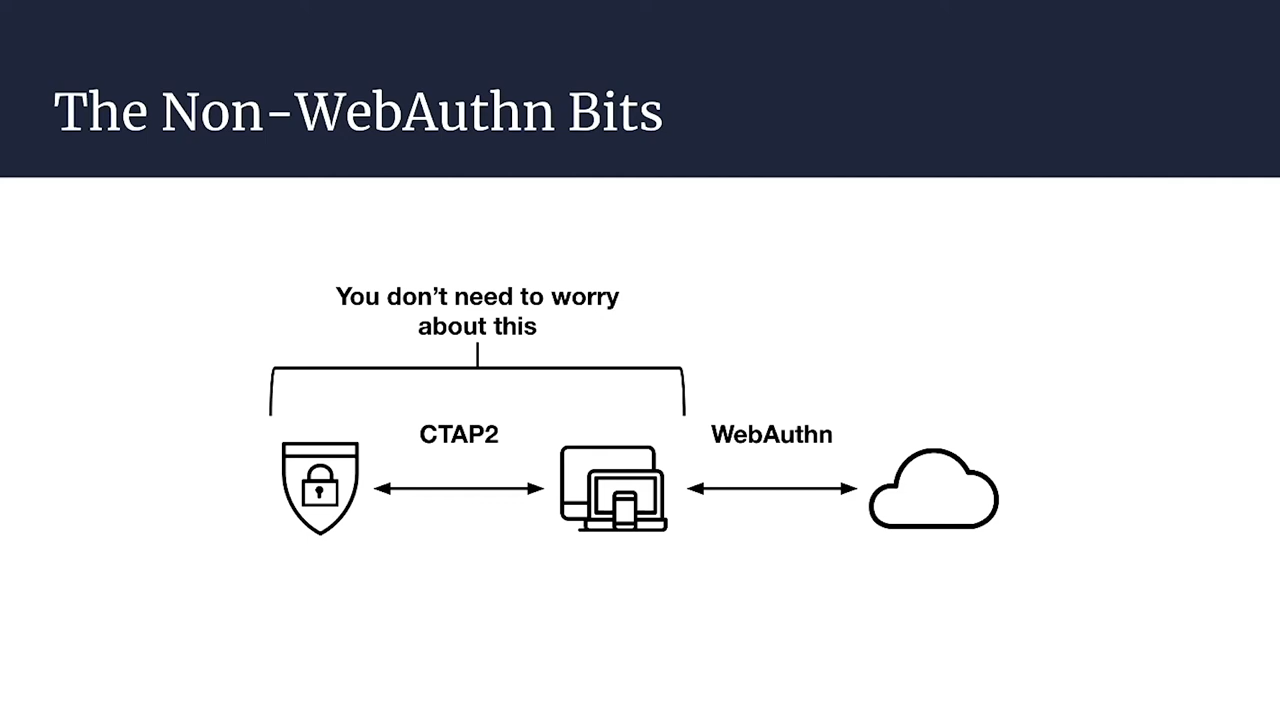 The Non-WebAuthn Bits
You don’t need to worry
about this
CTAP2
WebAuthn